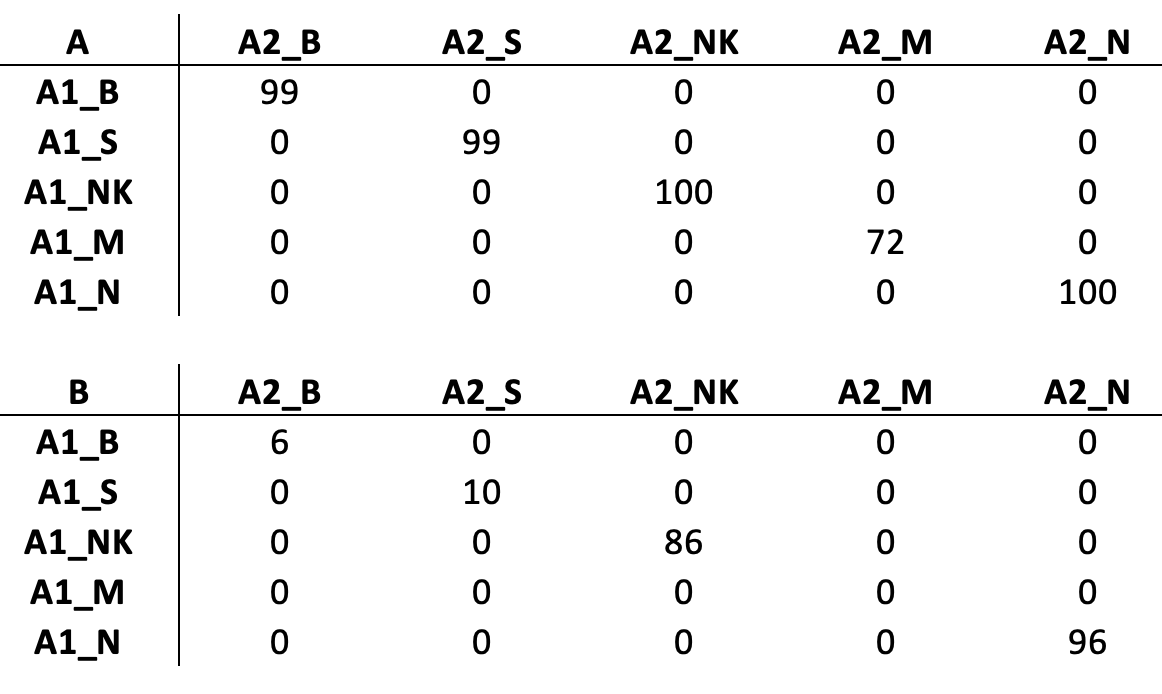 A A2_B A2_S A2_NK A2_M A2_N
A1_B 99 0 0 0 0
A1_S 0 99 0 0 0
A1_NK 0 0 100 0 0
A1_M 0 0 0 72 0
A1_N 0 0 0 0 100
B A2_B A2_S A2_NK A2_M A2_N
A1_B 6 0 0 0 0
A1_S 0 10 0 0 0
A1_NK 0 0 86 0 0
A1_M 0 0 0 0 0
A1_N 0 0 0 0 96